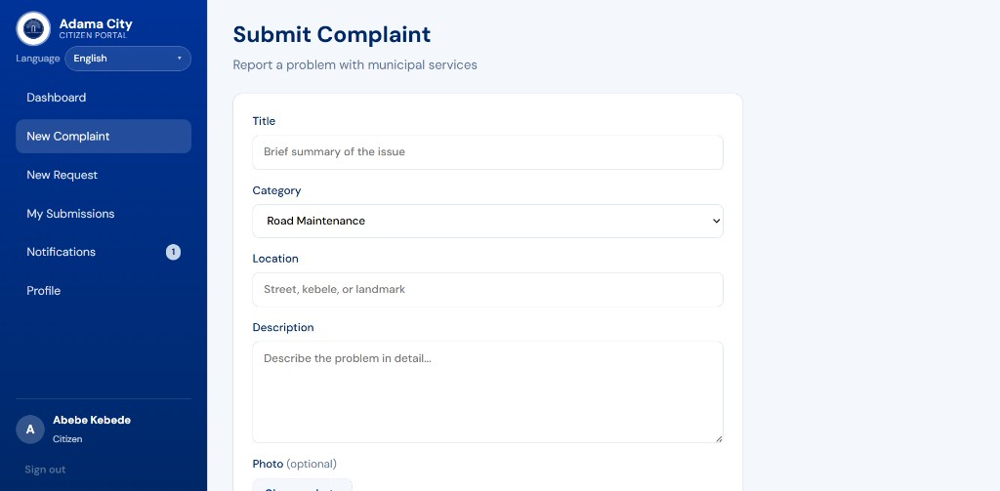 Adama City
CITIZEN PORTAL
Language English
Dashboard
New Complaint
New Request
My Submissions
Notifications 1
Profile
A
Abebe Kebede
Citizen
Sign out
Submit Complaint
Report a problem with municipal services
Title
Brief summary of the issue
Category
Road Maintenance
Location
Street, kebele, or landmark
Description
Describe the problem in detail...
Photo (optional)